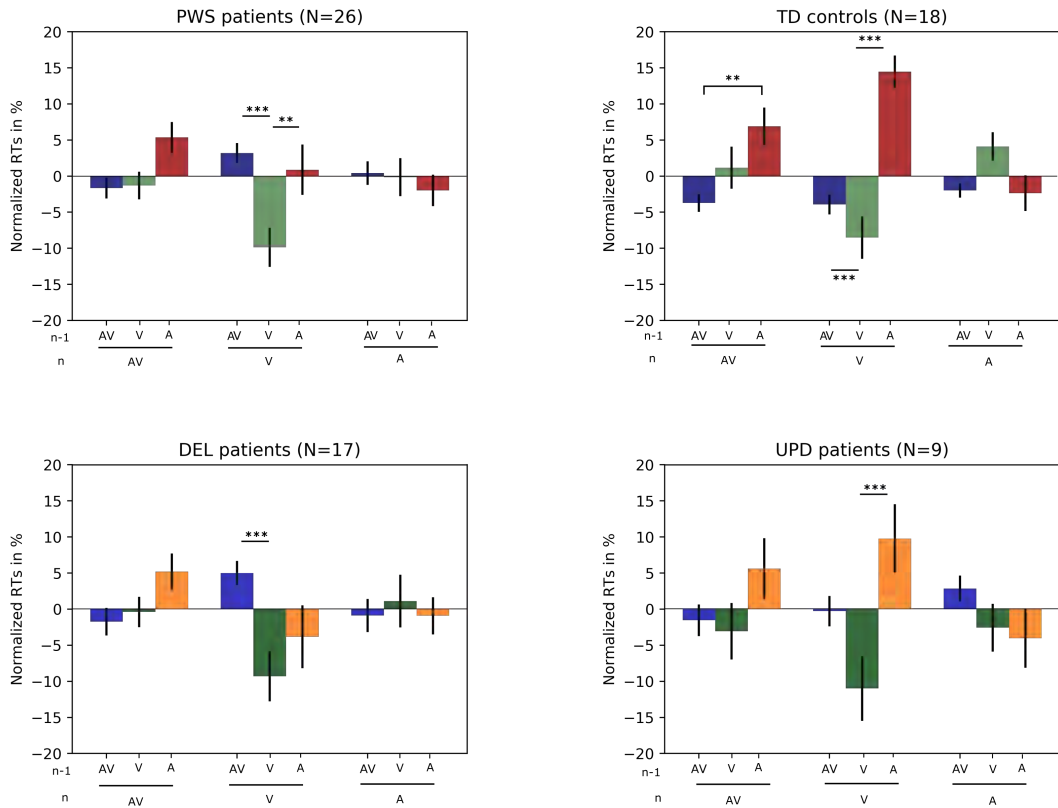 PWS patients (N=26)
20
15
10
5
0
−5
−10
−15
−20
Normalized RTs in %
***
**
n-1
AV V A
AV V A
AV V A
n
AV
V
A
TD controls (N=18)
20
15
10
5
0
−5
−10
−15
−20
Normalized RTs in %
**
***
***
n-1
AV V A
AV V A
AV V A
n
AV
V
A
DEL patients (N=17)
20
15
10
5
0
−5
−10
−15
−20
Normalized RTs in %
***
n-1
AV V A
AV V A
AV V A
n
AV
V
A
UPD patients (N=9)
20
15
10
5
0
−5
−10
−15
−20
Normalized RTs in %
***
n-1
AV V A
AV V A
AV V A
n
AV
V
A